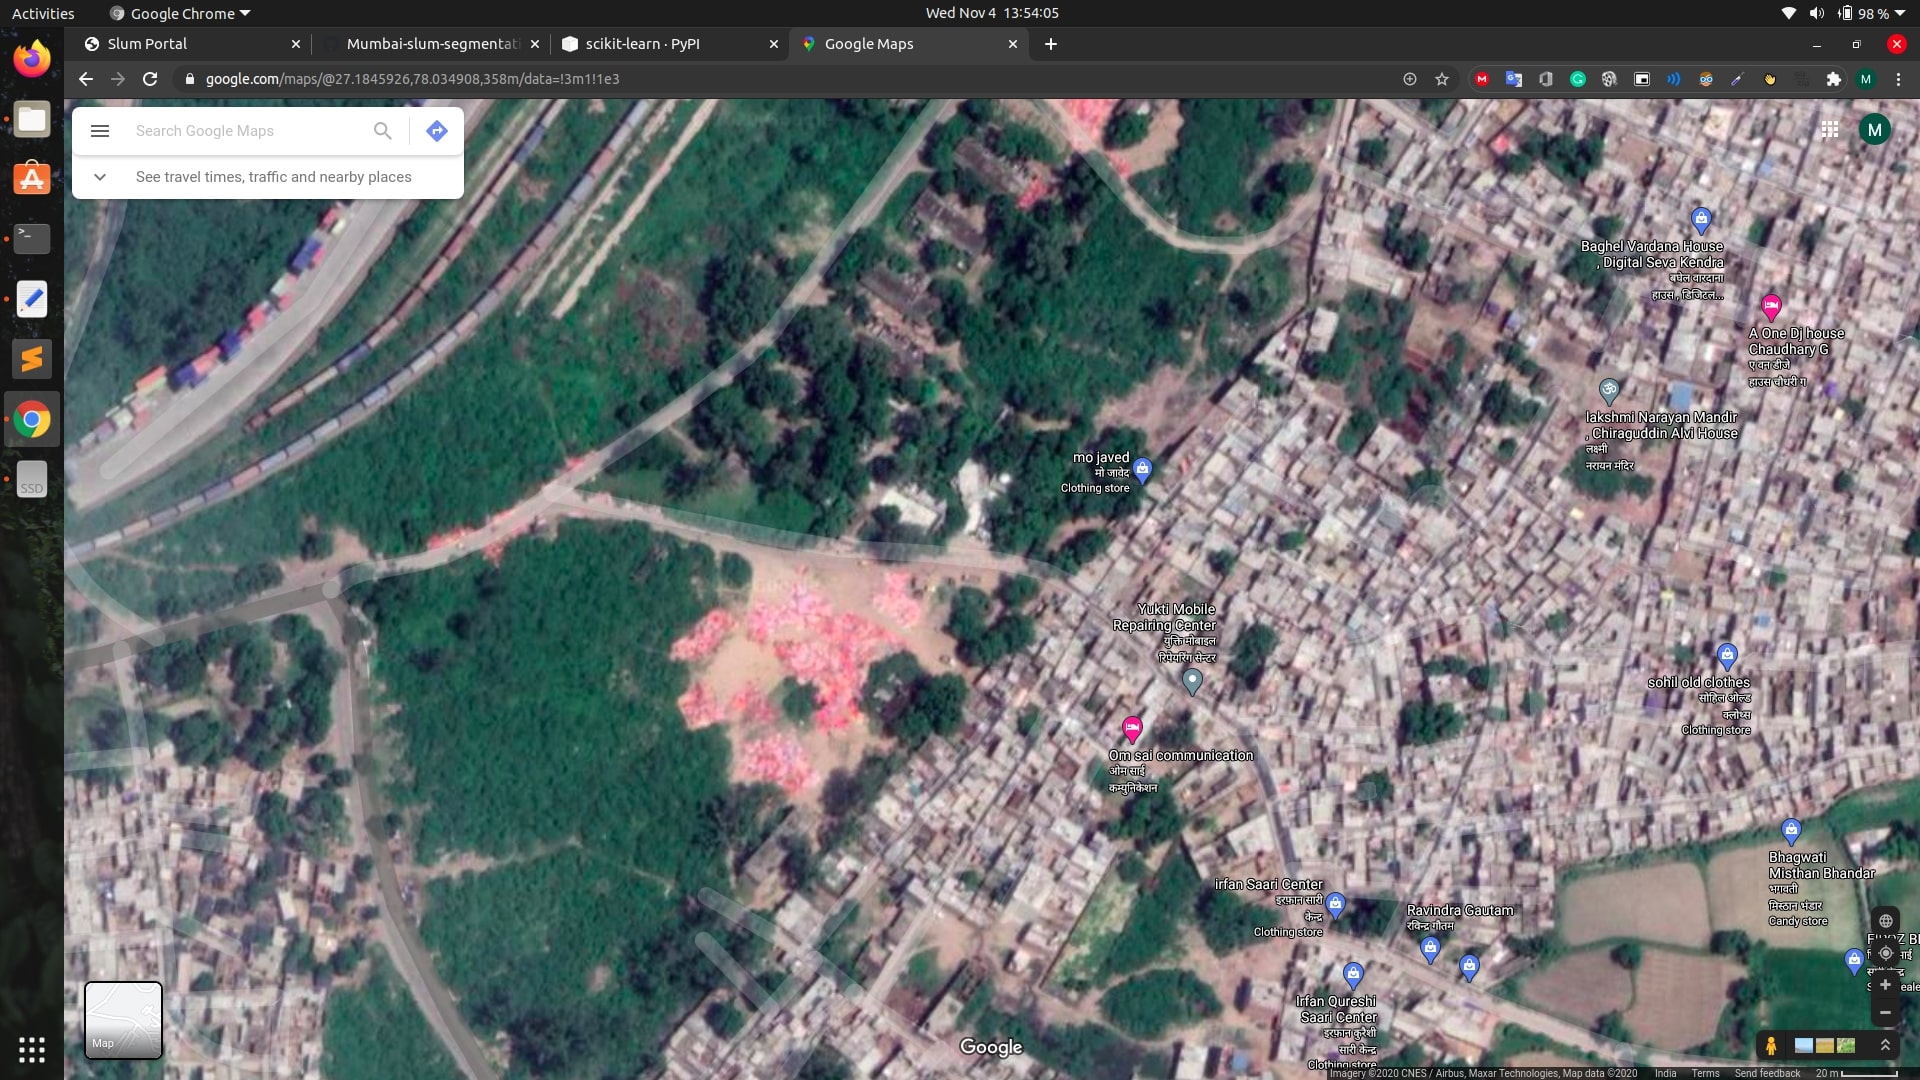 Activities
Google Chrome
Wed Nov 4 13:54:05
98 %
Slum Portal
Mumbai-slum-segmentati
scikit-learn · PyPI
Google Maps
google.com/maps/@27.1845926,78.034908,358m/data=!3m1!1e3
M
Search Google Maps
See travel times, traffic and nearby places
M
Baghel Vardana House
, Digital Seva Kendra
बघेल वारदाना
हाउस , डिजिटल...
A One Dj house
Chaudhary G
ए वन डीजे
हाउस चौधरी ग
lakshmi Narayan Mandir
, Chiraguddin Alvi House
लक्ष्मी
नरायन मंदिर
mo javed
मो जावेद
Clothing store
SSD
Yukti Mobile
Repairing Center
युक्ति मोबाइल
रिपेयरिंग सेन्टर
sohil old clothes
सोहिल ओल्ड
क्लौथ्स
Clothing store
Om sai communication
ओम साई
कम्युनिकेशन
Bhagwati
Misthan Bhandar
भगवती
मिस्ठान भंडार
Candy store
irfan Saari Center
इरफ़ान सारी
केन्द्र
Clothing store
Ravindra Gautam
रविन्द्र गौतम
Irfan Qureshi
Saari Center
इरफ़ान कुरैशी
सारी केन्द्र
Clothing store
Map
Google
Imagery ©2020 CNES / Airbus, Maxar Technologies, Map data ©2020
India
Terms
Send feedback
20 m